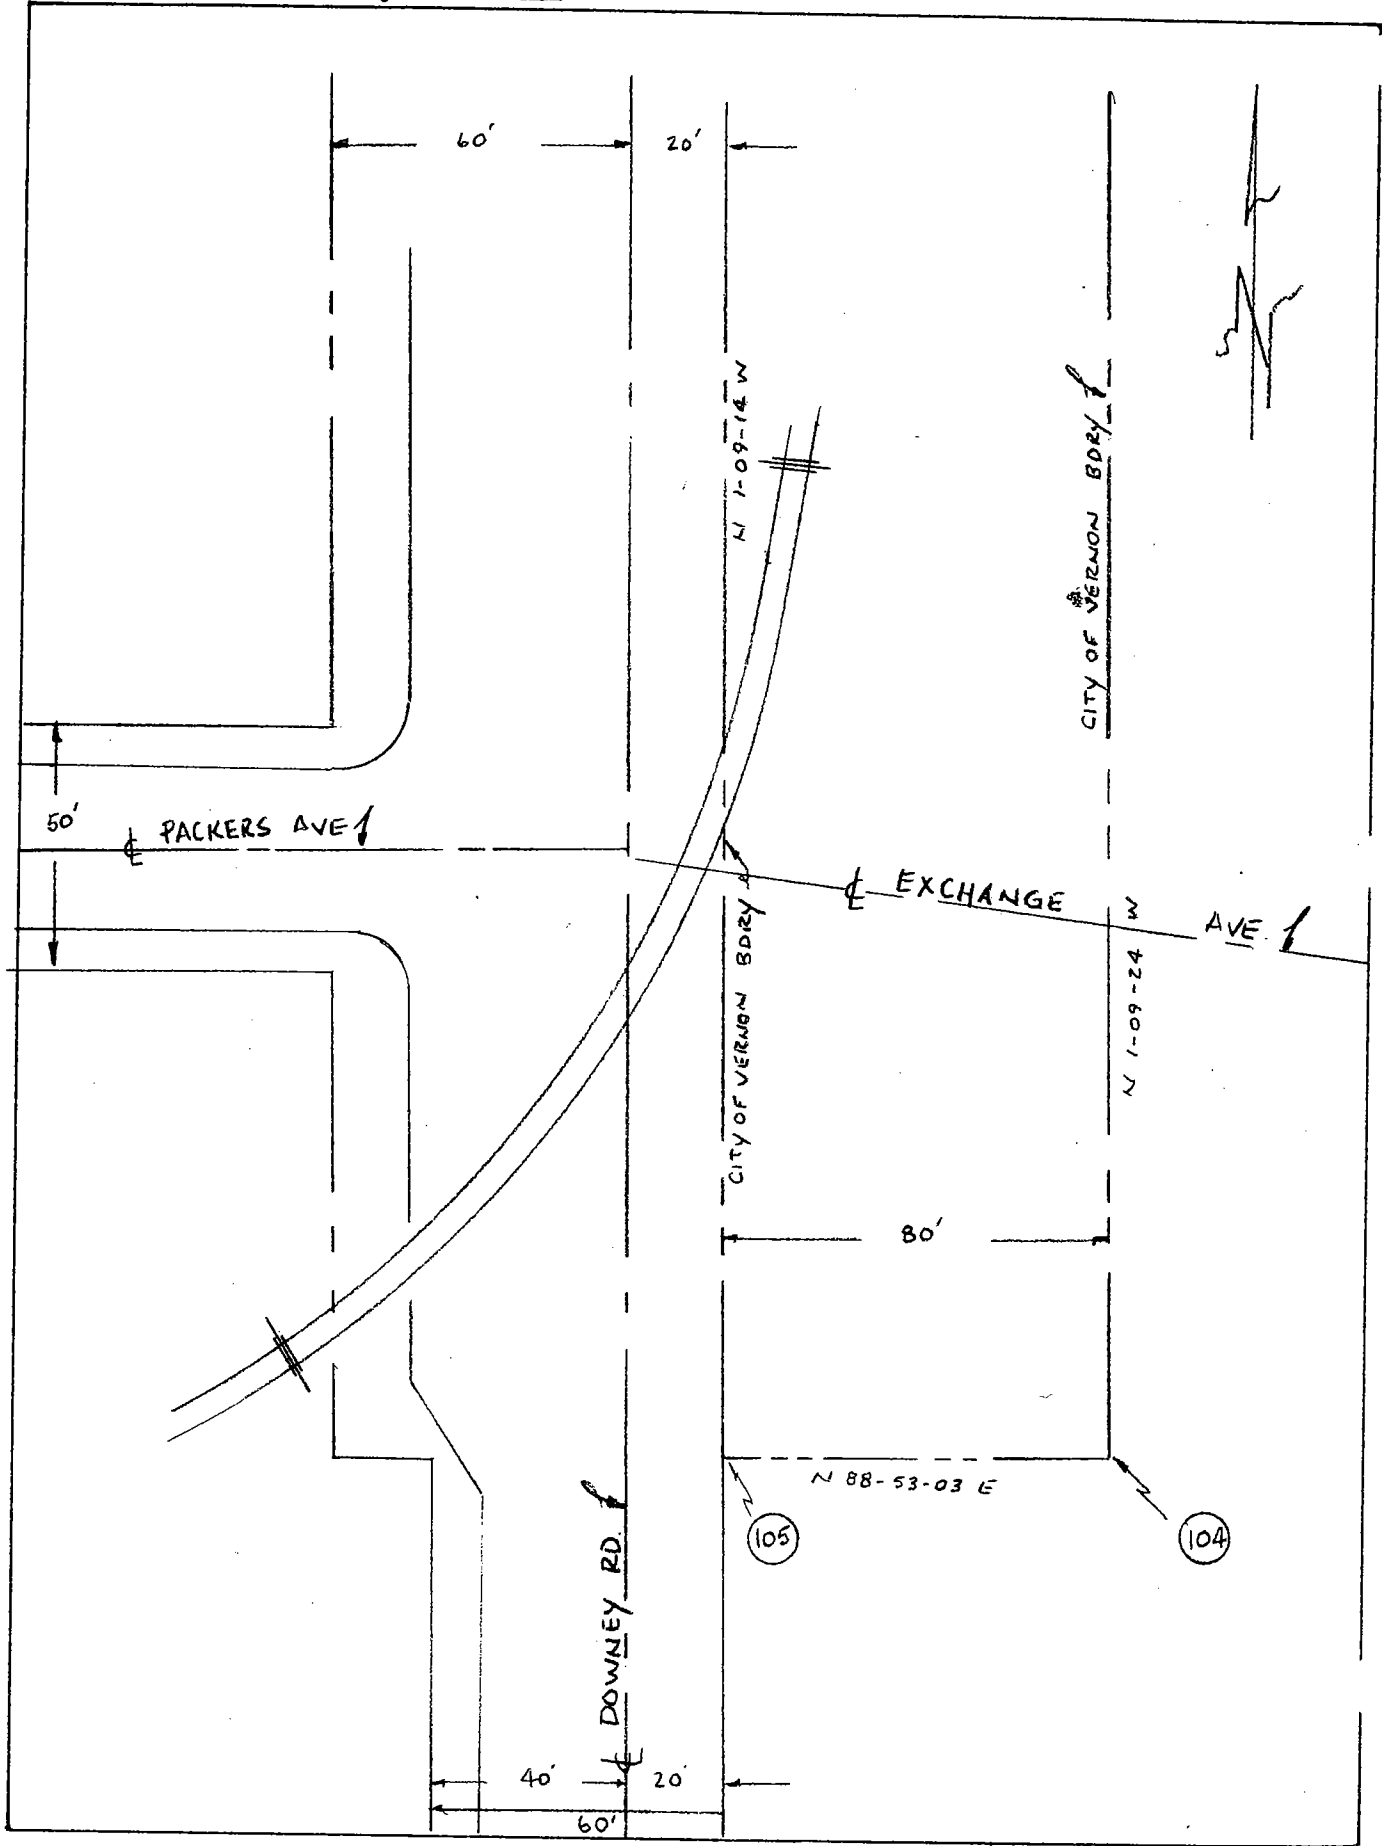 60'
20'
N 1-09-14 W
CITY OF VERNON BDRY
50'
℄ PACKERS AVE
℄ EXCHANGE AVE.
CITY OF VERNON BDRY
N 1-09-24 W
80'
N 88-53-03 E
105
104
℄ DOWNEY RD.
40'
20'
60'